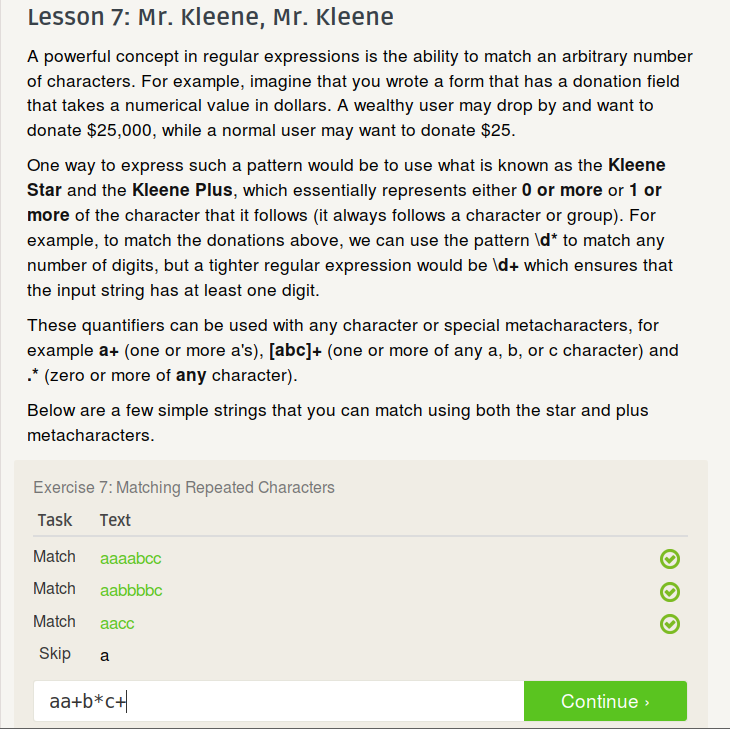 Lesson 7: Mr. Kleene, Mr. Kleene
A powerful concept in regular expressions is the ability to match an arbitrary number
of characters. For example, imagine that you wrote a form that has a donation field
that takes a numerical value in dollars. A wealthy user may drop by and want to
donate $25,000, while a normal user may want to donate $25.
One way to express such a pattern would be to use what is known as the Kleene
Star and the Kleene Plus, which essentially represents either 0 or more or 1 or
more of the character that it follows (it always follows a character or group). For
example, to match the donations above, we can use the pattern \d* to match any
number of digits, but a tighter regular expression would be \d+ which ensures that
the input string has at least one digit.
These quantifiers can be used with any character or special metacharacters, for
example a+ (one or more a's), [abc]+ (one or more of any a, b, or c character) and
.* (zero or more of any character).
Below are a few simple strings that you can match using both the star and plus
metacharacters.
Exercise 7: Matching Repeated Characters
Task Text
Match aaaabcc
Match aabbbbc
Match aacc
Skip a
aa+b*c+ Continue ›